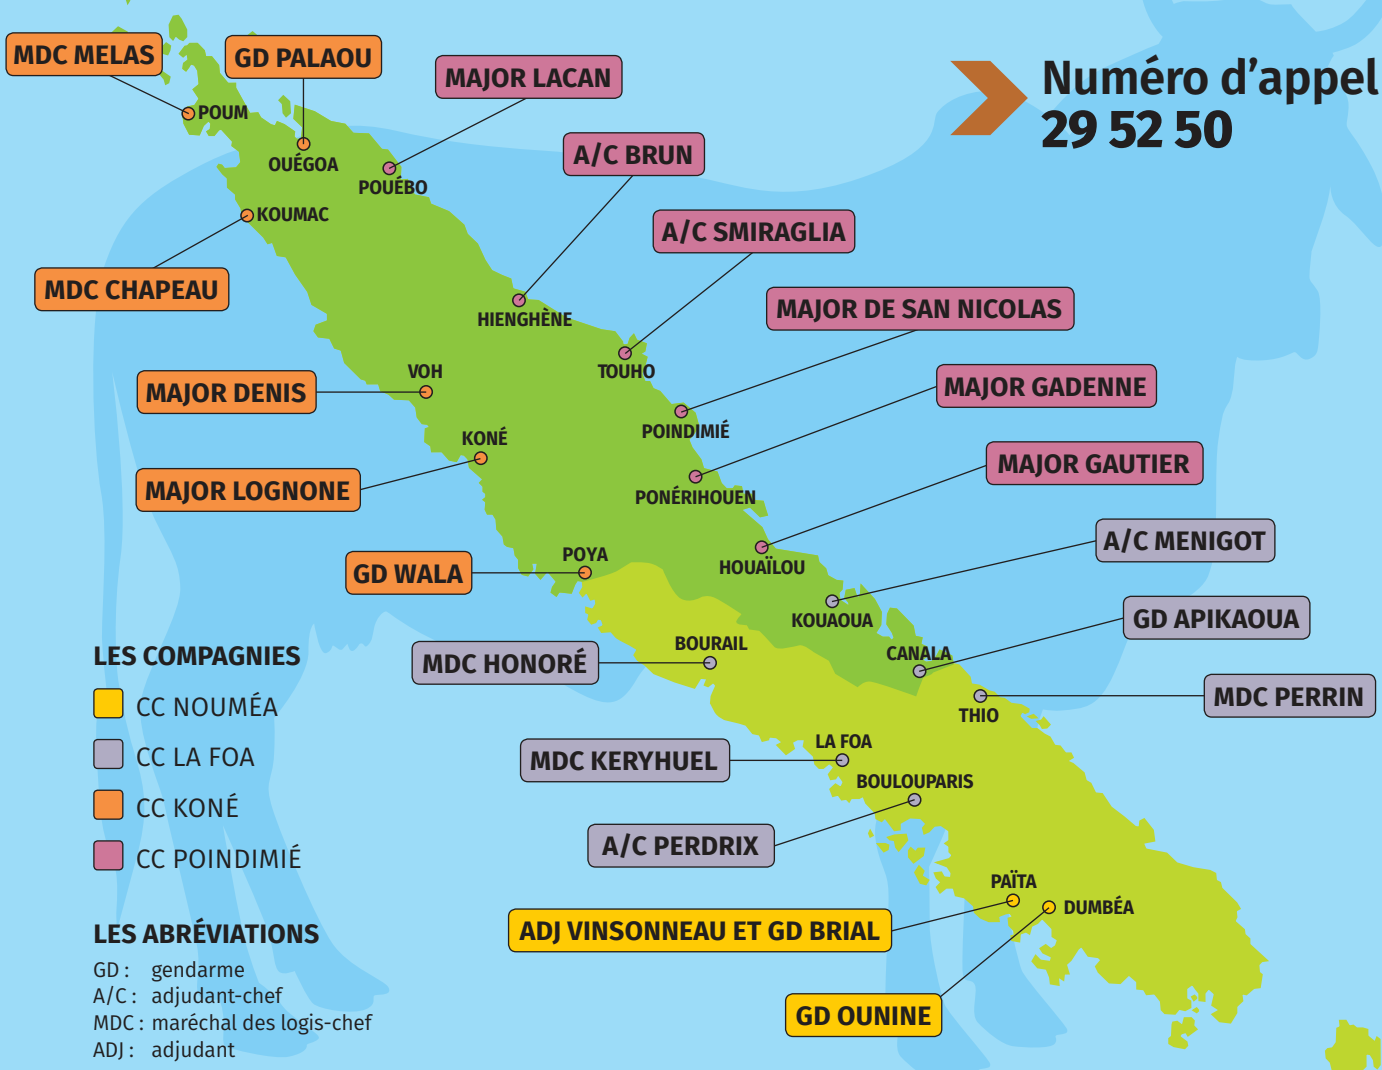 MDC MELAS
GD PALAOU
MAJOR LACAN
Numéro d'appel
29 52 50
POUM
A/C BRUN
OUÉGOA
POUÉBO
KOUMAC
A/C SMIRAGLIA
MDC CHAPEAU
HIENGHÈNE
MAJOR DE SAN NICOLAS
TOUHO
VOH
MAJOR DENIS
MAJOR GADENNE
POINDIMIÉ
KONÉ
MAJOR LOGNONE
MAJOR GAUTIER
PONÉRIHOUEN
A/C MENIGOT
POYA
HOUAÏLOU
GD WALA
KOUAOUA
GD APIKAOUA
BOURAIL
CANALA
MDC HONORÉ
MDC PERRIN
THIO
LA FOA
MDC KERYHUEL
BOULOUPARIS
A/C PERDRIX
PAÏTA
DUMBÉA
ADJ VINSONNEAU ET GD BRIAL
GD OUNINE
LES COMPAGNIES
CC NOUMÉA
CC LA FOA
CC KONÉ
CC POINDIMIÉ
LES ABRÉVIATIONS
GD : gendarme
A/C : adjudant-chef
MDC : maréchal des logis-chef
ADJ : adjudant